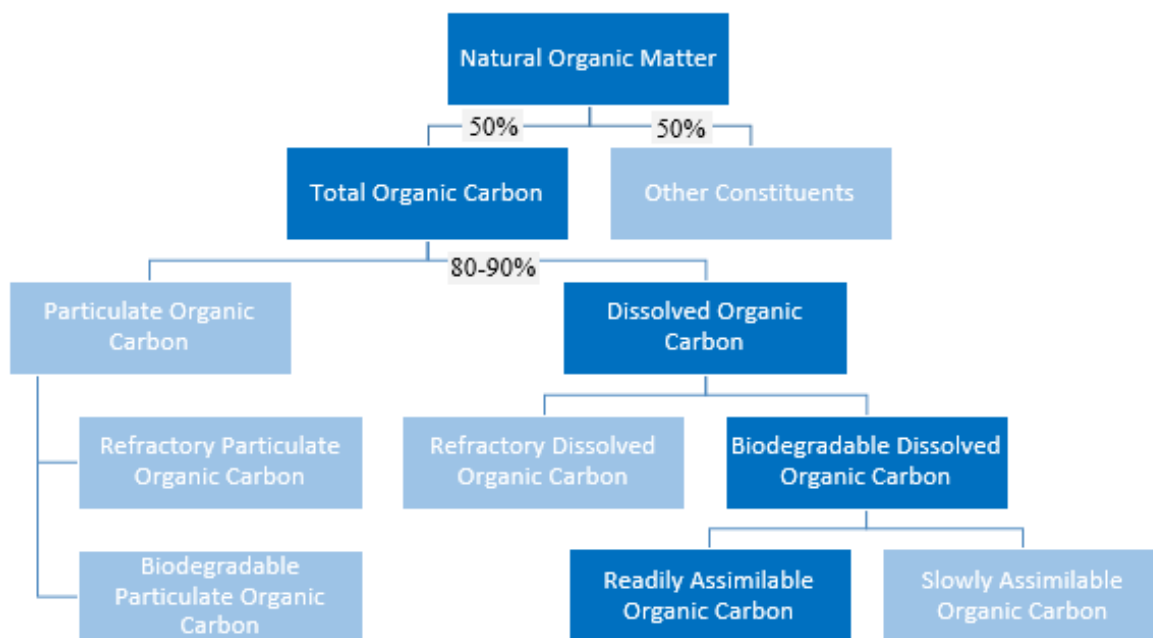 Natural Organic Matter
50%
50%
Total Organic Carbon
Other Constituents
80-90%
Particulate Organic
Carbon
Dissolved Organic
Carbon
Refractory Particulate
Organic Carbon
Refractory Dissolved
Organic Carbon
Biodegradable Dissolved
Organic Carbon
Biodegradable
Particulate Organic
Carbon
Readily Assimilable
Organic Carbon
Slowly Assimilable
Organic Carbon